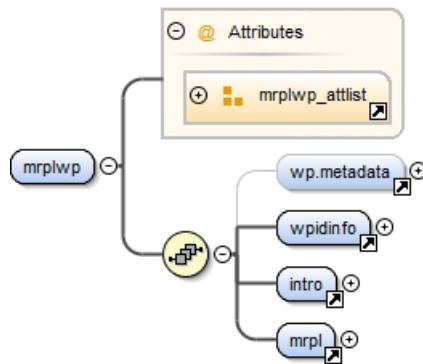 @ Attributes
mrplwp_attlist
mrplwp
wp.metadata
wpidinfo
intro
mrpl